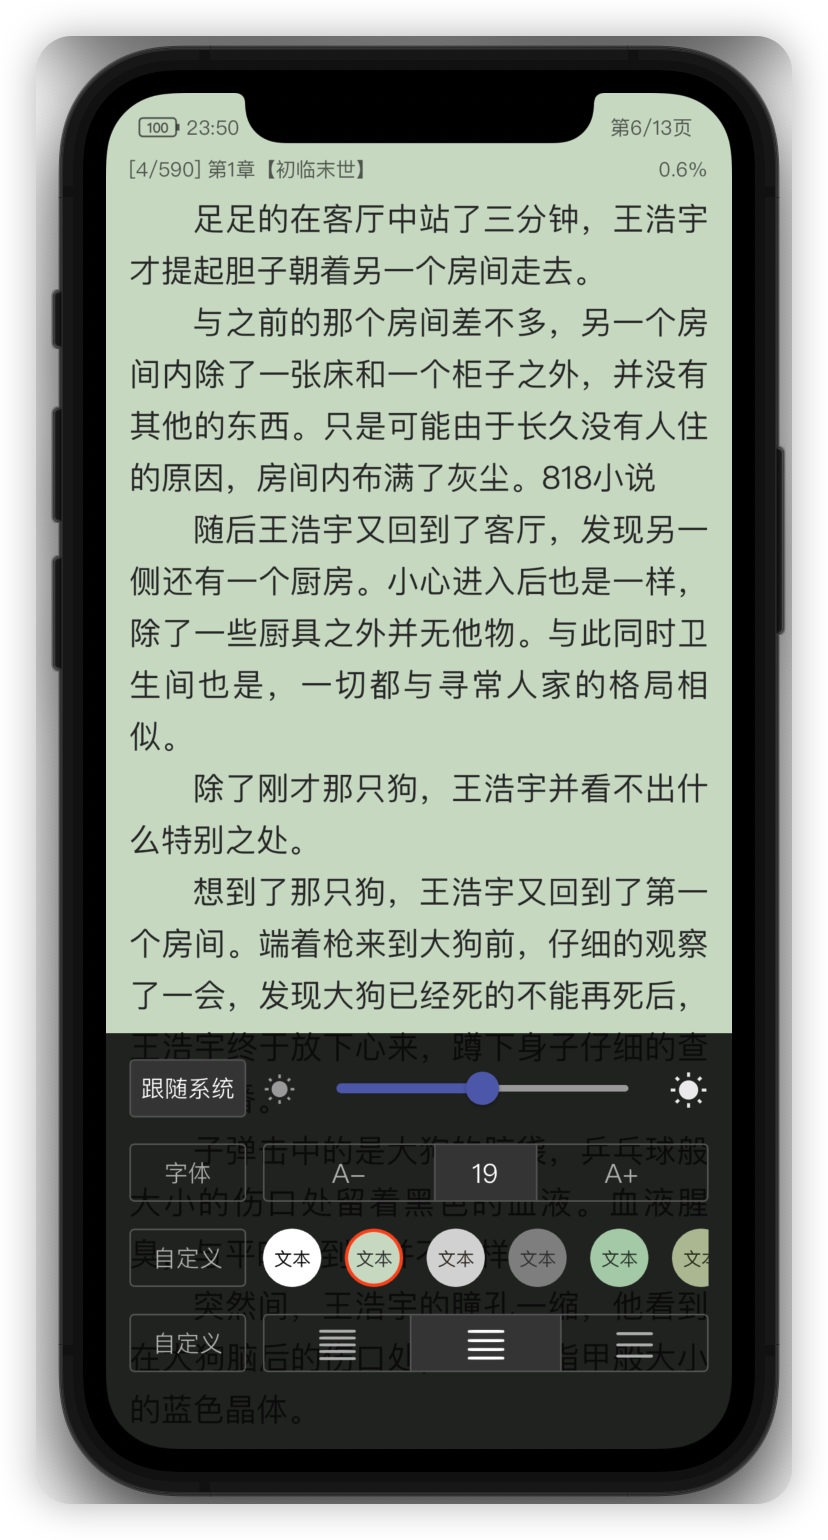 100 23:50 第6/13页
[4/590] 第1章【初临末世】 0.6%
足足的在客厅中站了三分钟，王浩宇
才提起胆子朝着另一个房间走去。
与之前的那个房间差不多，另一个房
间内除了一张床和一个柜子之外，并没有
其他的东西。只是可能由于长久没有人住
的原因，房间内布满了灰尘。818小说
随后王浩宇又回到了客厅，发现另一
侧还有一个厨房。小心进入后也是一样，
除了一些厨具之外并无他物。与此同时卫
生间也是，一切都与寻常人家的格局相
似。
除了刚才那只狗，王浩宇并看不出什
么特别之处。
想到了那只狗，王浩宇又回到了第一
个房间。端着枪来到大狗前，仔细的观察
了一会，发现大狗已经死的不能再死后，
王浩宇终于放下心来，蹲下身子仔细的查
跟随系统
子弹击中的是大狗的脑袋，乒乓球般
字体 A- 19 A+
大小的伤口处留着黑色的血液。血液腥
自定义 文本 文本 文本 文本 文本 文本
突然间，王浩宇的瞳孔一缩，他看到
自定义
在大狗脑后的伤口处 指甲般大小
的蓝色晶体。